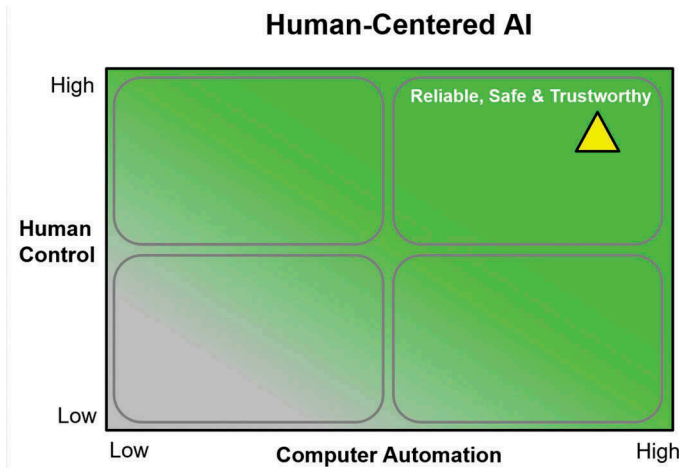 Human-Centered AI
High
Reliable, Safe & Trustworthy
Human
Control
Low
Low
Computer Automation
High